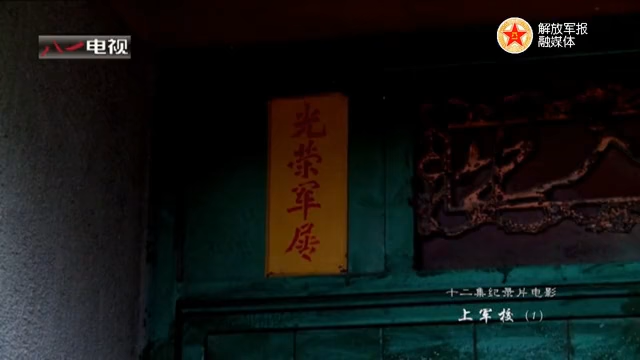 八一电视
解放军报
融媒体
光荣军属
十二集纪录片电影
上军校（1）